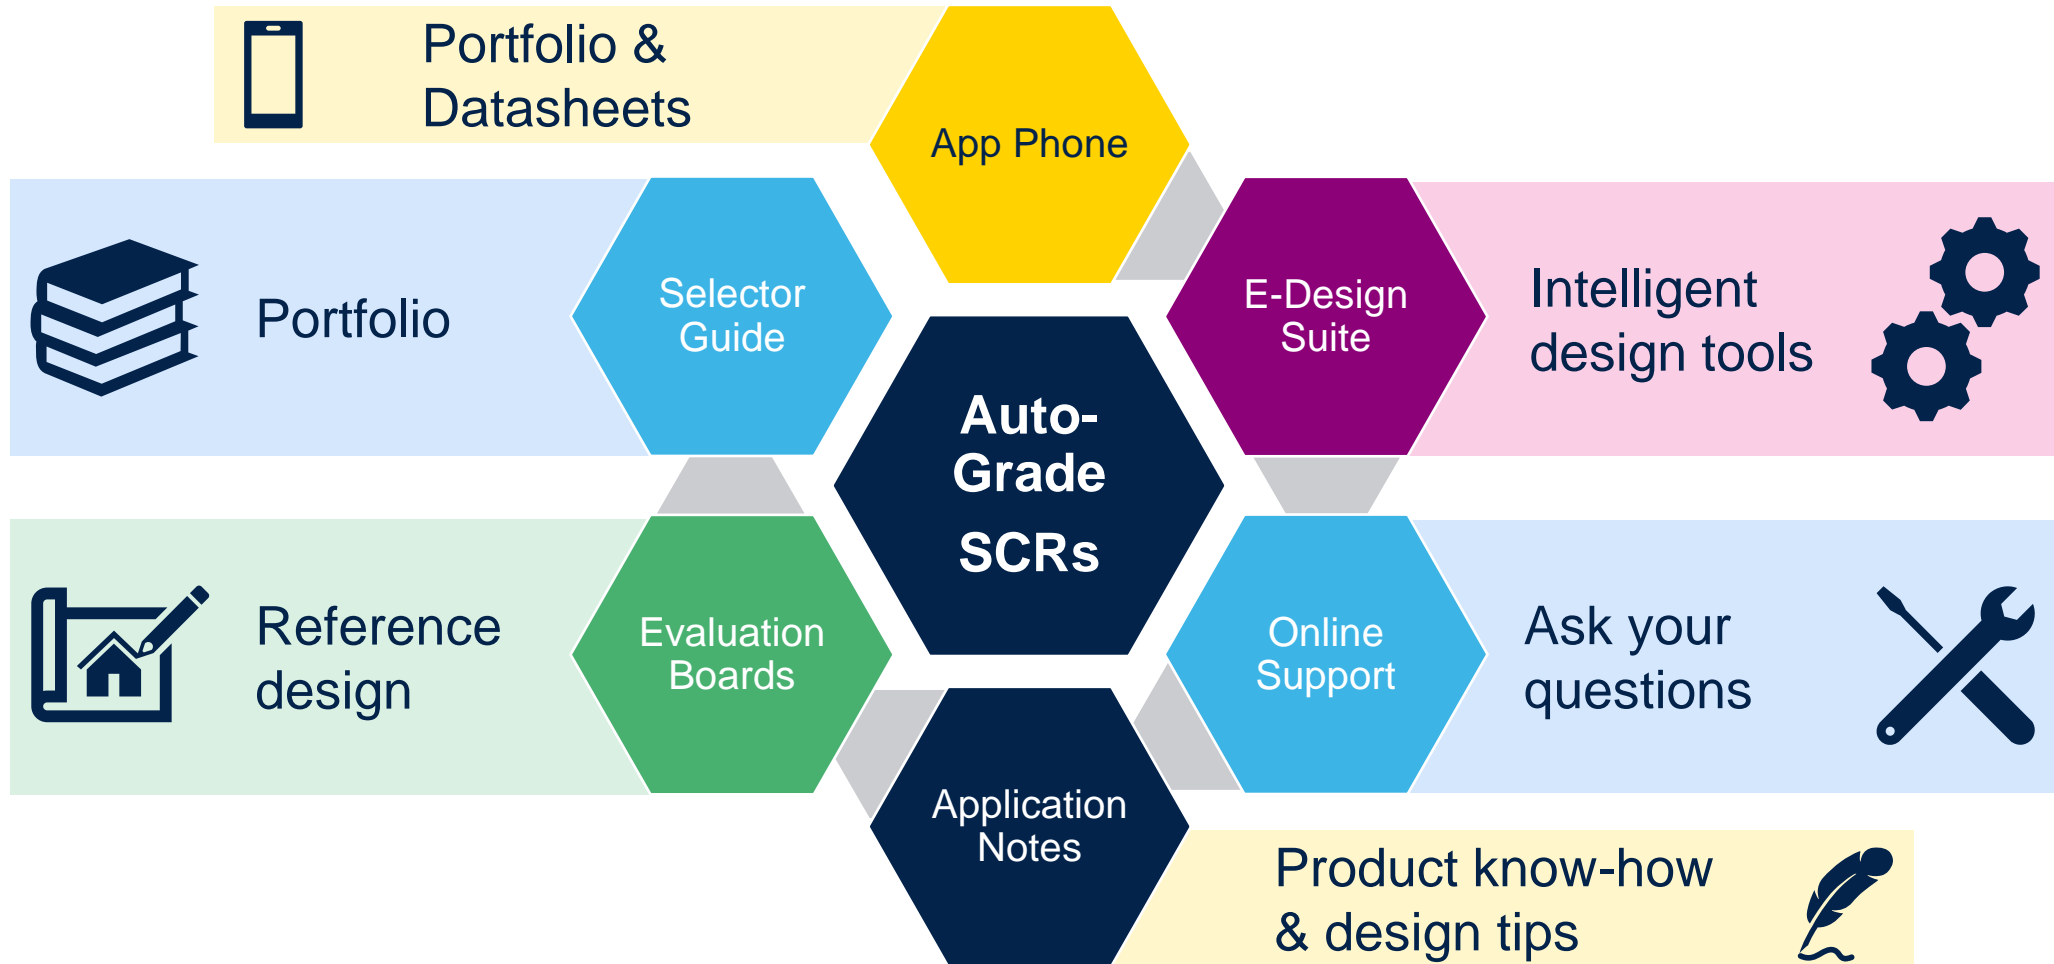 Portfolio &
Datasheets
App Phone
Portfolio
Selector
Guide
E-Design
Suite
Intelligent
design tools
Auto-
Grade
SCRs
Reference
design
Evaluation
Boards
Online
Support
Ask your
questions
Application
Notes
Product know-how
& design tips